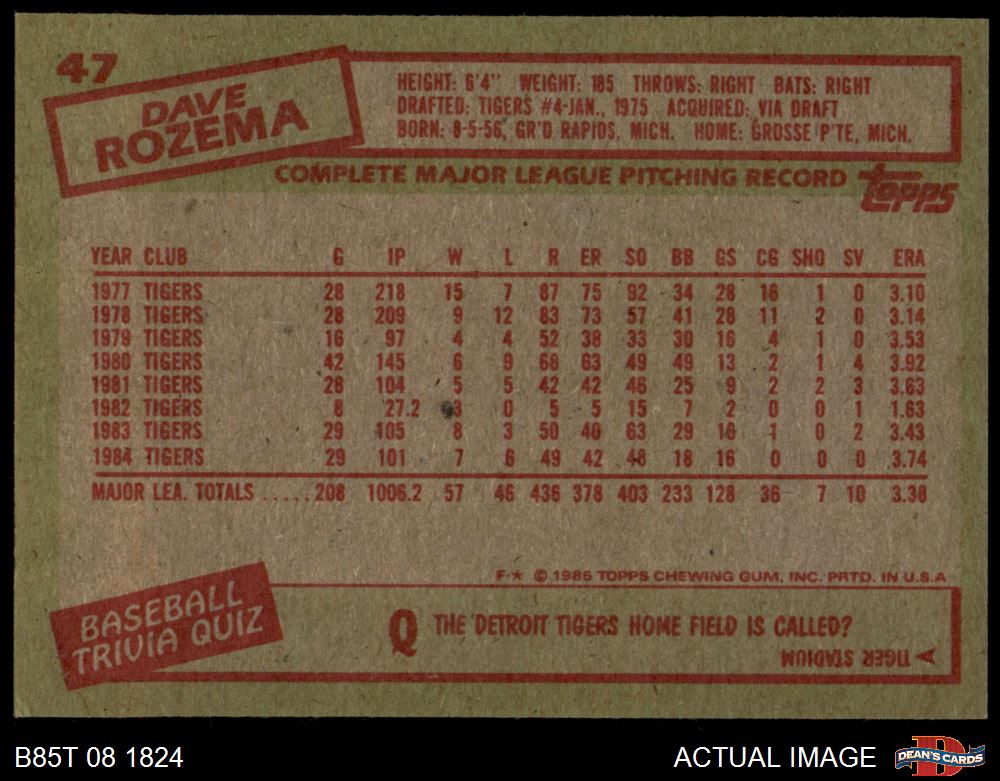 47
DAVE
ROZEMA
HEIGHT: 6'4" WEIGHT: 185 THROWS: RIGHT BATS: RIGHT
DRAFTED: TIGERS #4-JAN., 1975 ACQUIRED: VIA DRAFT
BORN: 8-5-56, GR'D RAPIDS, MICH. HOME: GROSSE P'TE, MICH.
COMPLETE MAJOR LEAGUE PITCHING RECORD topps
YEAR CLUB G IP W L R ER SO BB GS CG SHO SV ERA
1977 TIGERS 28 218 15 7 87 75 92 34 28 16 1 0 3.10
1978 TIGERS 28 209 9 12 83 73 57 41 28 11 2 0 3.14
1979 TIGERS 16 97 4 4 52 38 33 30 16 4 1 0 3.53
1980 TIGERS 42 145 6 9 68 63 49 49 13 2 1 4 3.92
1981 TIGERS 28 104 5 5 42 42 46 25 9 2 2 3 3.63
1982 TIGERS 8 27.2 3 0 5 5 15 7 2 0 0 1 1.63
1983 TIGERS 29 105 8 3 50 40 63 29 16 1 0 2 3.43
1984 TIGERS 29 101 7 6 49 42 48 18 16 0 0 0 3.74
MAJOR LEA. TOTALS ..... 208 1006.2 57 46 436 378 403 233 128 36 7 10 3.38
F★ © 1985 TOPPS CHEWING GUM, INC. PRTD. IN U.S.A.
BASEBALL
TRIVIA QUIZ
Q THE DETROIT TIGERS HOME FIELD IS CALLED?
A TIGER STADIUM
B85T 08 1824
ACTUAL IMAGE
D
DEAN'S CARDS